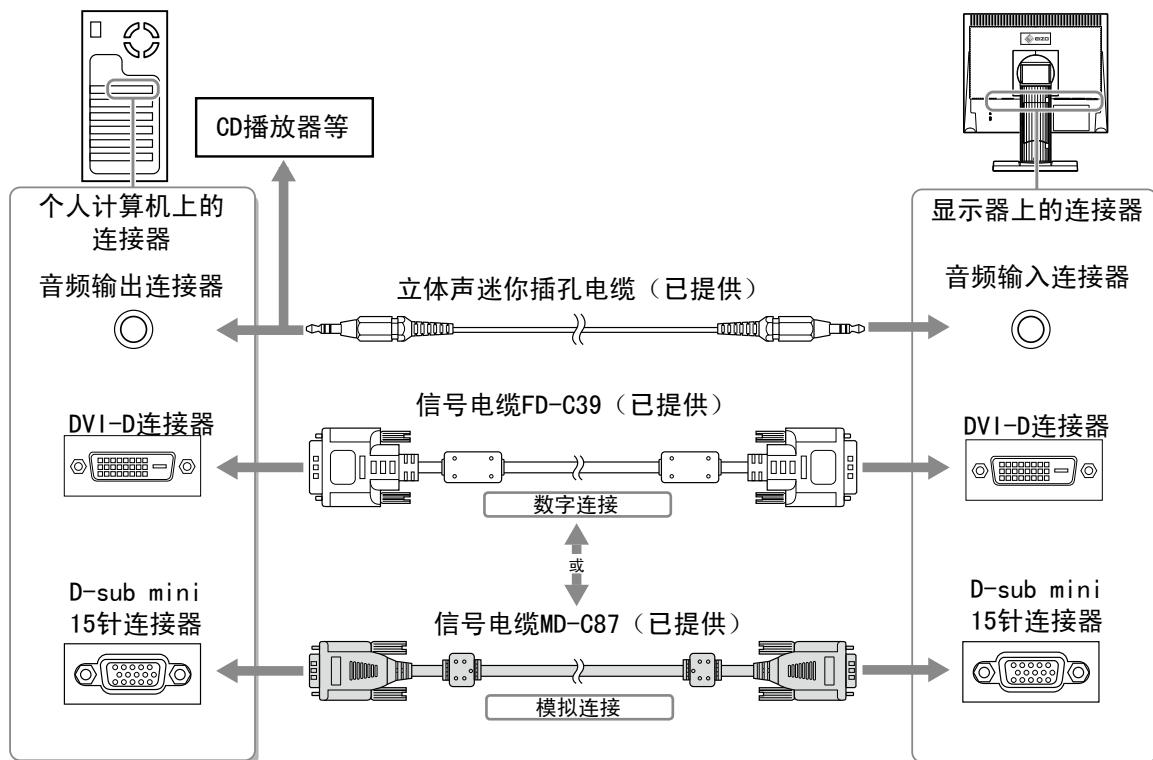 EIZO
CD播放器等
个人计算机上的
连接器
显示器上的连接器
音频输出连接器
立体声迷你插孔电缆（已提供）
音频输入连接器
DVI-D连接器
信号电缆FD-C39（已提供）
DVI-D连接器
数字连接
或
D-sub mini
15针连接器
信号电缆MD-C87（已提供）
D-sub mini
15针连接器
模拟连接